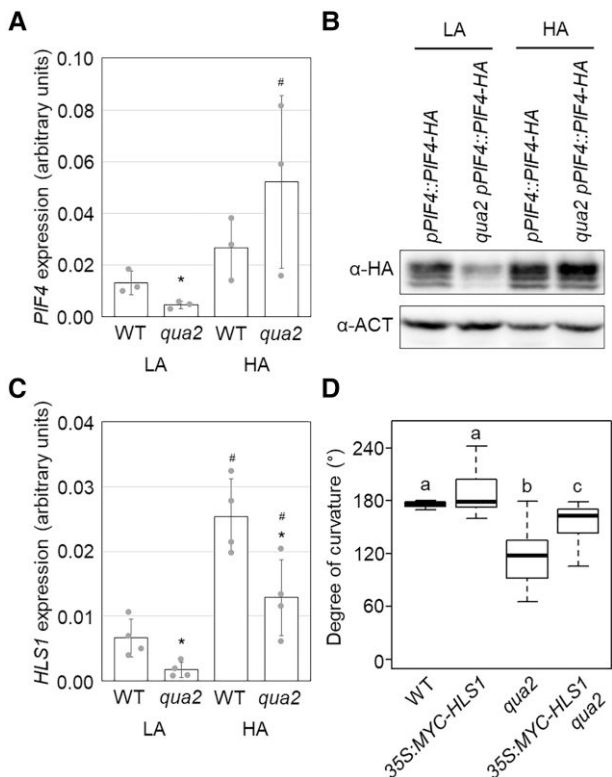 A
PIF4 expression (arbitrary units)
0.10
0.08
0.06
0.04
0.02
0.00
*
#
WT qua2 WT qua2
LA HA
B
LA HA
pPIF4::PIF4-HA
qua2 pPIF4::PIF4-HA
pPIF4::PIF4-HA
qua2 pPIF4::PIF4-HA
α-HA
α-ACT
C
HLS1 expression (arbitrary units)
0.04
0.03
0.02
0.01
0.00
*
#
#
*
WT qua2 WT qua2
LA HA
D
Degree of curvature (°)
240
180
120
60
0
a
a
b
c
WT
35S:MYC-HLS1
qua2
35S:MYC-HLS1
qua2